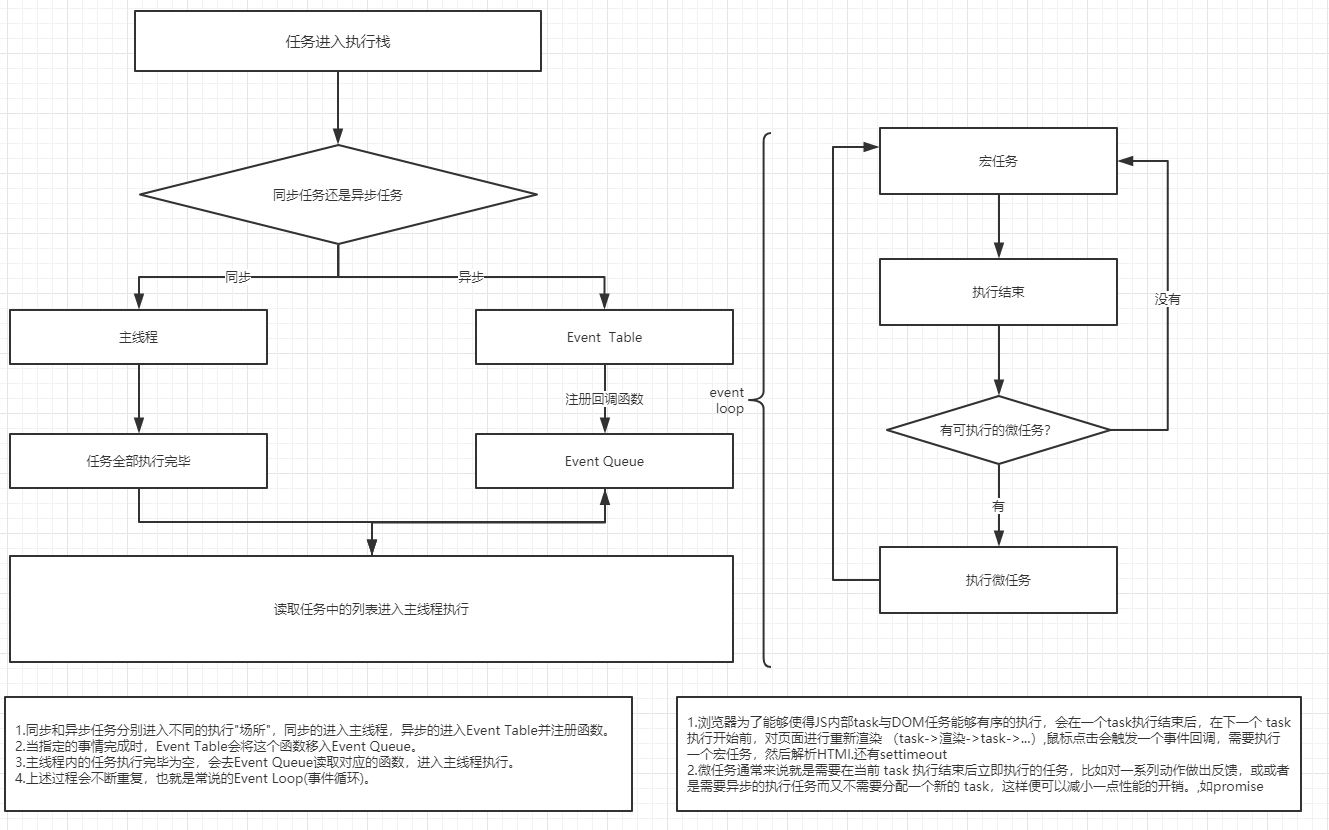 任务进入执行栈
同步任务还是异步任务
同步
异步
主线程
Event Table
注册回调函数
任务全部执行完毕
Event Queue
读取任务中的列表进入主线程执行
event
loop
宏任务
执行结束
没有
有可执行的微任务?
有
执行微任务
1.同步和异步任务分别进入不同的执行"场所"，同步的进入主线程，异步的进入Event Table并注册函数。
2.当指定的事情完成时，Event Table会将这个函数移入Event Queue。
3.主线程内的任务执行完毕为空，会去Event Queue读取对应的函数，进入主线程执行。
4.上述过程会不断重复，也就是常说的Event Loop(事件循环)。
1.浏览器为了能够使得JS内部task与DOM任务能够有序的执行，会在一个task执行结束后，在下一个 task
执行开始前，对页面进行重新渲染 （task->渲染->task->...）,鼠标点击会触发一个事件回调，需要执行
一个宏任务，然后解析HTMl.还有settimeout
2.微任务通常来说就是需要在当前 task 执行结束后立即执行的任务，比如对一系列动作做出反馈，或或者
是需要异步的执行任务而又不需要分配一个新的 task，这样便可以减小一点性能的开销。,如promise